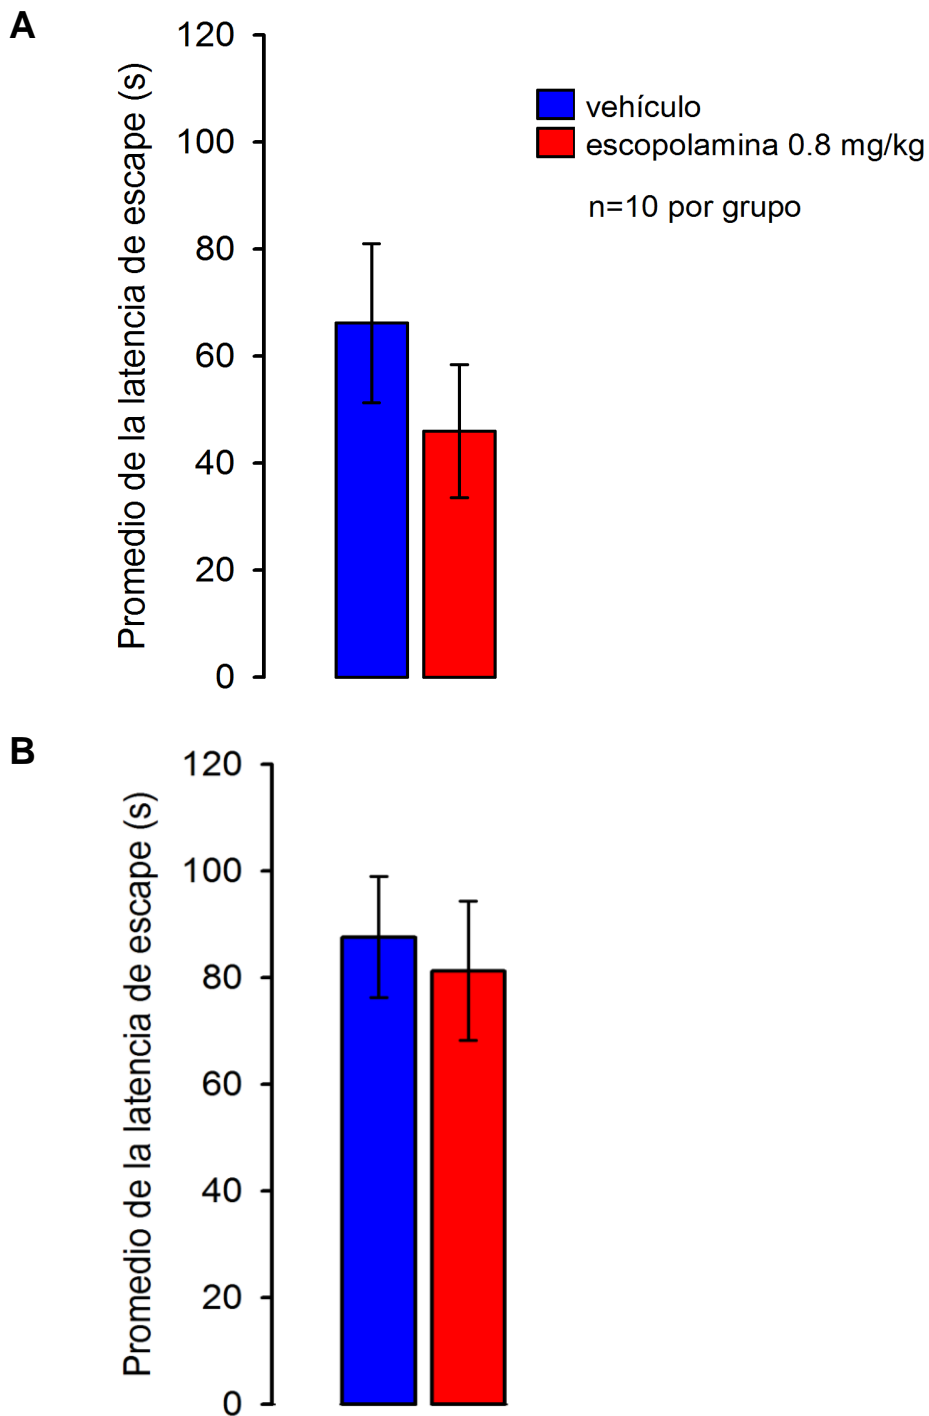 A
Promedio de la latencia de escape (s)
120
100
80
60
40
20
0
vehículo
escopolamina 0.8 mg/kg
n=10 por grupo
B
Promedio de la latencia de escape (s)
120
100
80
60
40
20
0